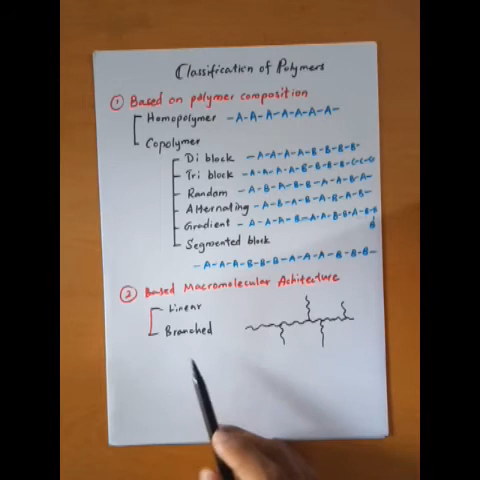 Classification of Polymers
① Based on polymer composition
Homopolymer -A-A-A-A-A-A-A-
Copolymer
Di block -A-A-A-A-B-B-B-B-
Tri block -A-A-A-A-B-B-B-B-C-C-C
Random -A-B-A-B-B-A-A-B-A-
Alternating -A-B-A-B-A-B-A-B-
Gradient -A-A-A-B-A-A-B-B-A-B-B
B
Segmented block
-A-A-A-B-B-B-A-A-A-B-B-B-
② Based Macromolecular Achitecture
Linear
Branched